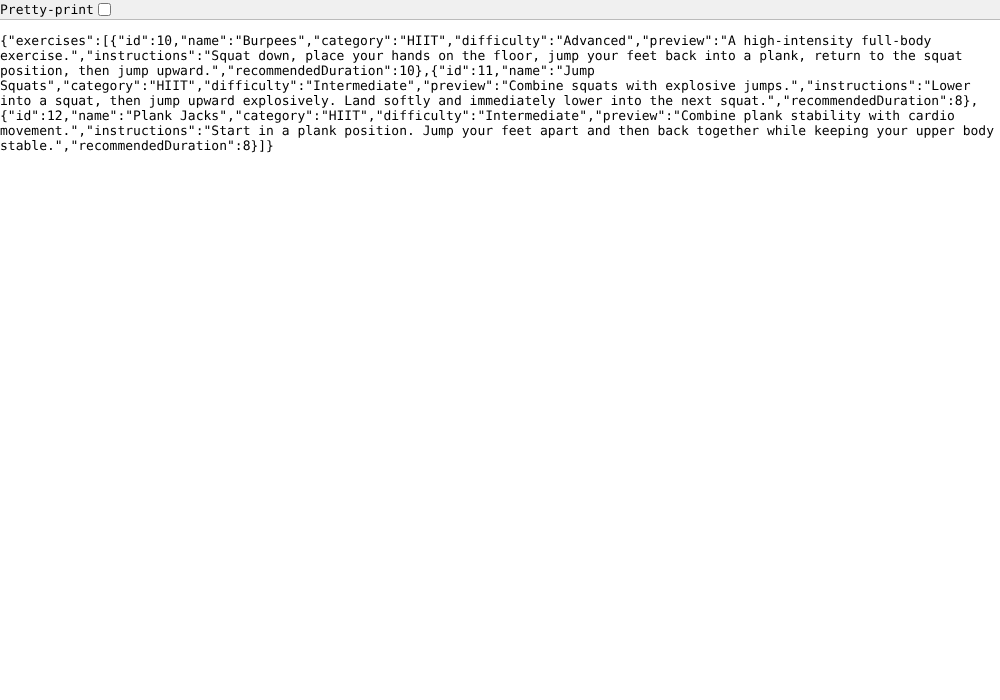 Pretty-print
{"exercises":[{"id":10,"name":"Burpees","category":"HIIT","difficulty":"Advanced","preview":"A high-intensity full-body
exercise.","instructions":"Squat down, place your hands on the floor, jump your feet back into a plank, return to the squat
position, then jump upward.","recommendedDuration":10},{"id":11,"name":"Jump
Squats","category":"HIIT","difficulty":"Intermediate","preview":"Combine squats with explosive jumps.","instructions":"Lower
into a squat, then jump upward explosively. Land softly and immediately lower into the next squat.","recommendedDuration":8},
{"id":12,"name":"Plank Jacks","category":"HIIT","difficulty":"Intermediate","preview":"Combine plank stability with cardio
movement.","instructions":"Start in a plank position. Jump your feet apart and then back together while keeping your upper body
stable.","recommendedDuration":8}]}